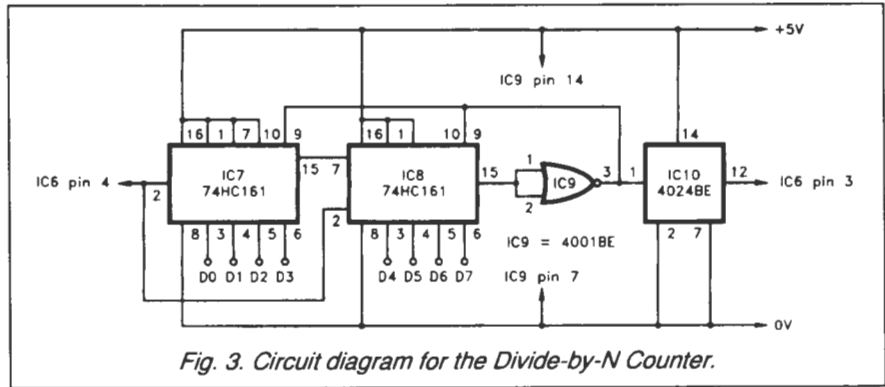 +5V
IC9 pin 14
16 1 7 10 9
16 1 10 9
14
IC7
74HC161
15 7
IC8
74HC161
15
1
2
IC9
3
1
IC10
4024BE
12
IC6 pin 4
2
2
IC6 pin 3
8 3 4 5 6
8 3 4 5 6
2 7
IC9 = 4001BE
D0 D1 D2 D3
D4 D5 D6 D7
IC9 pin 7
0V
Fig. 3. Circuit diagram for the Divide-by-N Counter.